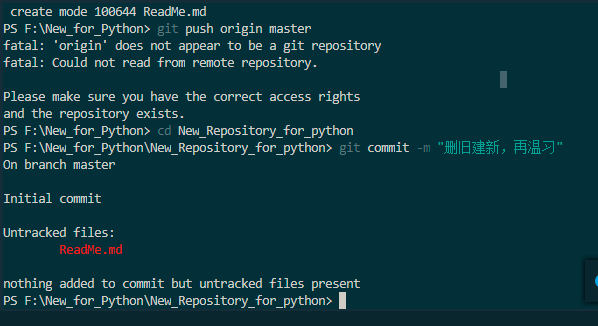 create mode 100644 ReadMe.md
PS F:\New_for_Python> git push origin master
fatal: 'origin' does not appear to be a git repository
fatal: Could not read from remote repository.
Please make sure you have the correct access rights
and the repository exists.
PS F:\New_for_Python> cd New_Repository_for_python
PS F:\New_for_Python\New_Repository_for_python> git commit -m "删旧建新，再温习"
On branch master
Initial commit
Untracked files:
ReadMe.md
nothing added to commit but untracked files present
PS F:\New_for_Python\New_Repository_for_python>